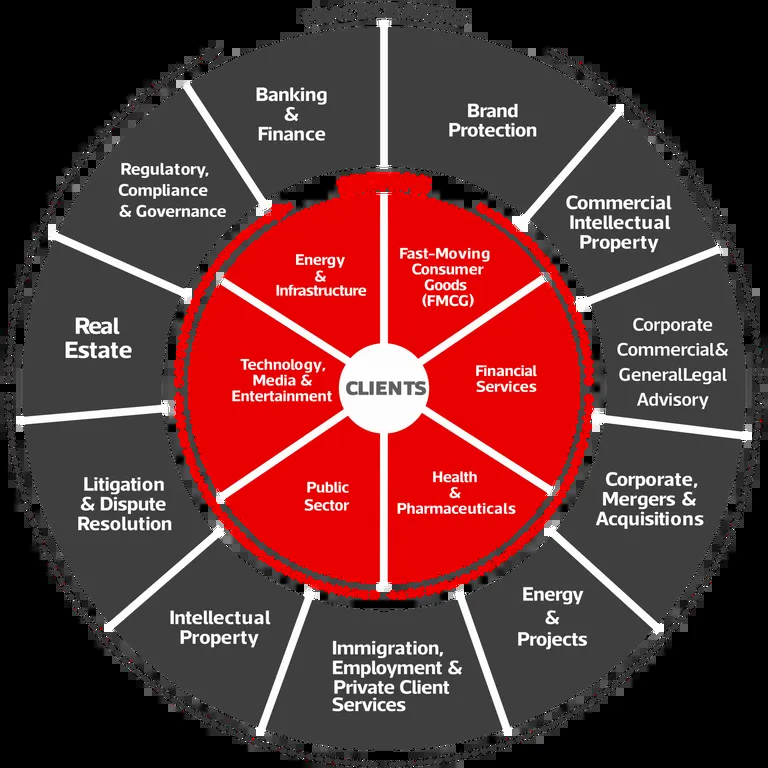 Banking
&
Finance
Brand
Protection
Commercial
Intellectual
Property
Corporate
Commercial&
GeneralLegal
Advisory
Corporate,
Mergers &
Acquisitions
Energy
&
Projects
Immigration,
Employment &
Private Client
Services
Intellectual
Property
Litigation
& Dispute
Resolution
Real
Estate
Regulatory,
Compliance
& Governance
Energy
&
Infrastructure
Fast-Moving
Consumer
Goods
(FMCG)
Financial
Services
Health
&
Pharmaceuticals
Public
Sector
Technology,
Media &
Entertainment
CLIENTS